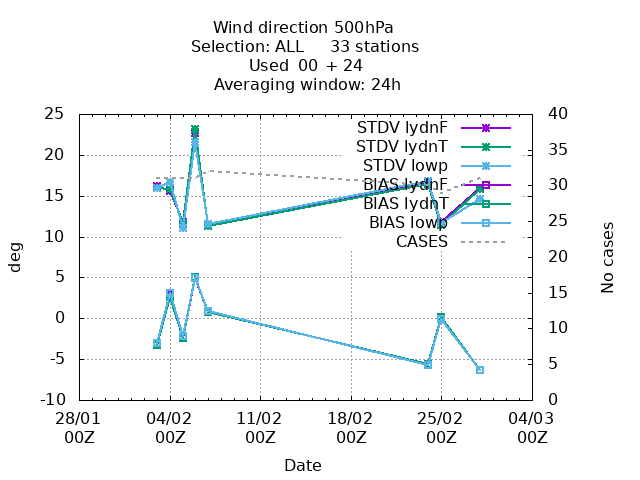 Wind direction 500hPa
Selection: ALL 33 stations
Used 00 + 24
Averaging window: 24h
25
20
15
10
5
0
-5
-10
deg
40
35
30
25
20
15
10
5
0
No cases
STDV lydnF
STDV lydnT
STDV lowp
BIAS lydnF
BIAS lydnT
BIAS lowp
CASES
28/01 04/02 11/02 18/02 25/02 04/03
00Z 00Z 00Z 00Z 00Z 00Z
Date